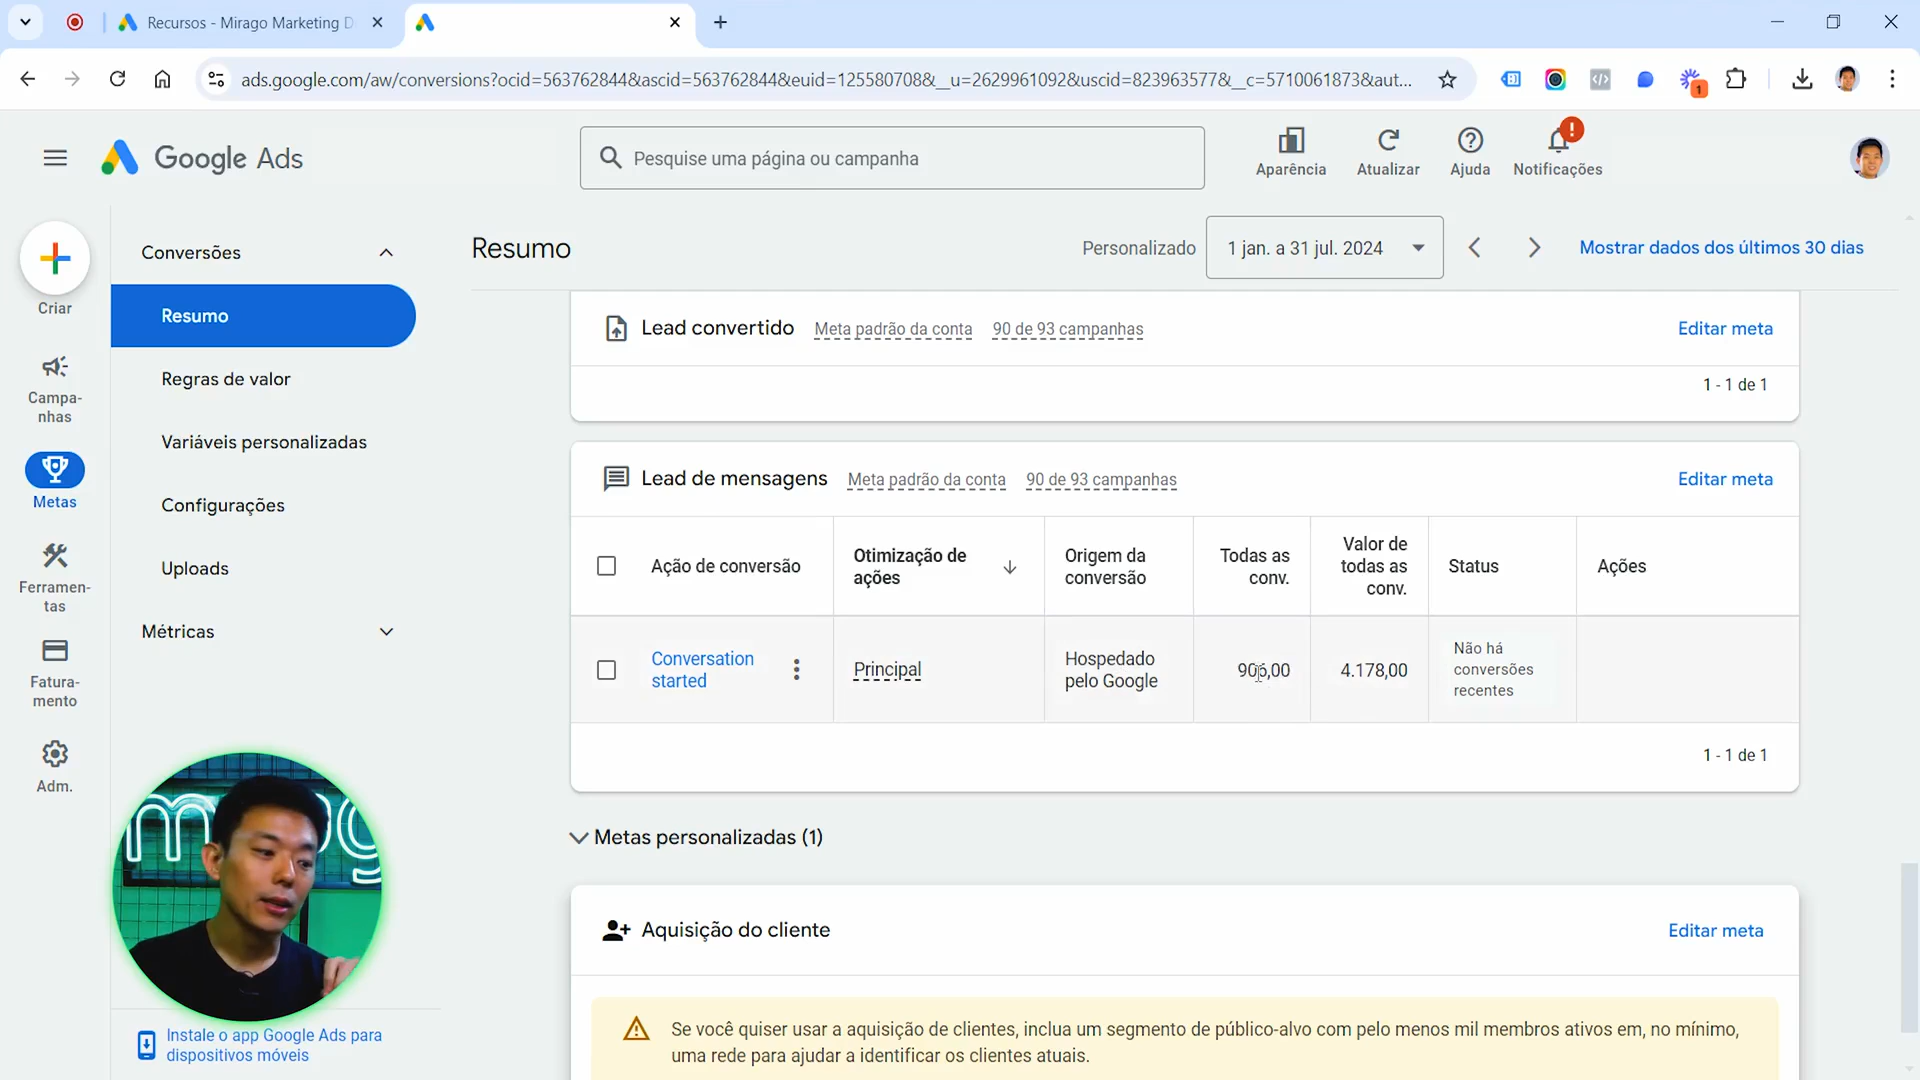 Recursos - Mirago Marketing D
ads.google.com/aw/conversions?ocid=563762844&ascid=563762844&euid=125580708&__u=2629961092&uscid=823963577&__c=5710061873&aut...
1
Google Ads
Pesquise uma página ou campanha
Aparência
Atualizar
Ajuda
Notificações
Criar
Campa-
nhas
Metas
Ferramen-
tas
Fatura-
mento
Adm.
Conversões
Resumo
Regras de valor
Variáveis personalizadas
Configurações
Uploads
Métricas
Instale o app Google Ads para
dispositivos móveis
Resumo
Personalizado
1 jan. a 31 jul. 2024
Mostrar dados dos últimos 30 dias
Lead convertido Meta padrão da conta 90 de 93 campanhas Editar meta
1 - 1 de 1
Lead de mensagens Meta padrão da conta 90 de 93 campanhas Editar meta
Ação de conversão
Otimização de
ações
Origem da
conversão
Todas as
conv.
Valor de
todas as
conv.
Status
Ações
Conversation
started
Principal
Hospedado
pelo Google
906,00
4.178,00
Não há
conversões
recentes
1 - 1 de 1
Metas personalizadas (1)
Aquisição do cliente
Editar meta
Se você quiser usar a aquisição de clientes, inclua um segmento de público-alvo com pelo menos mil membros ativos em, no mínimo,
uma rede para ajudar a identificar os clientes atuais.